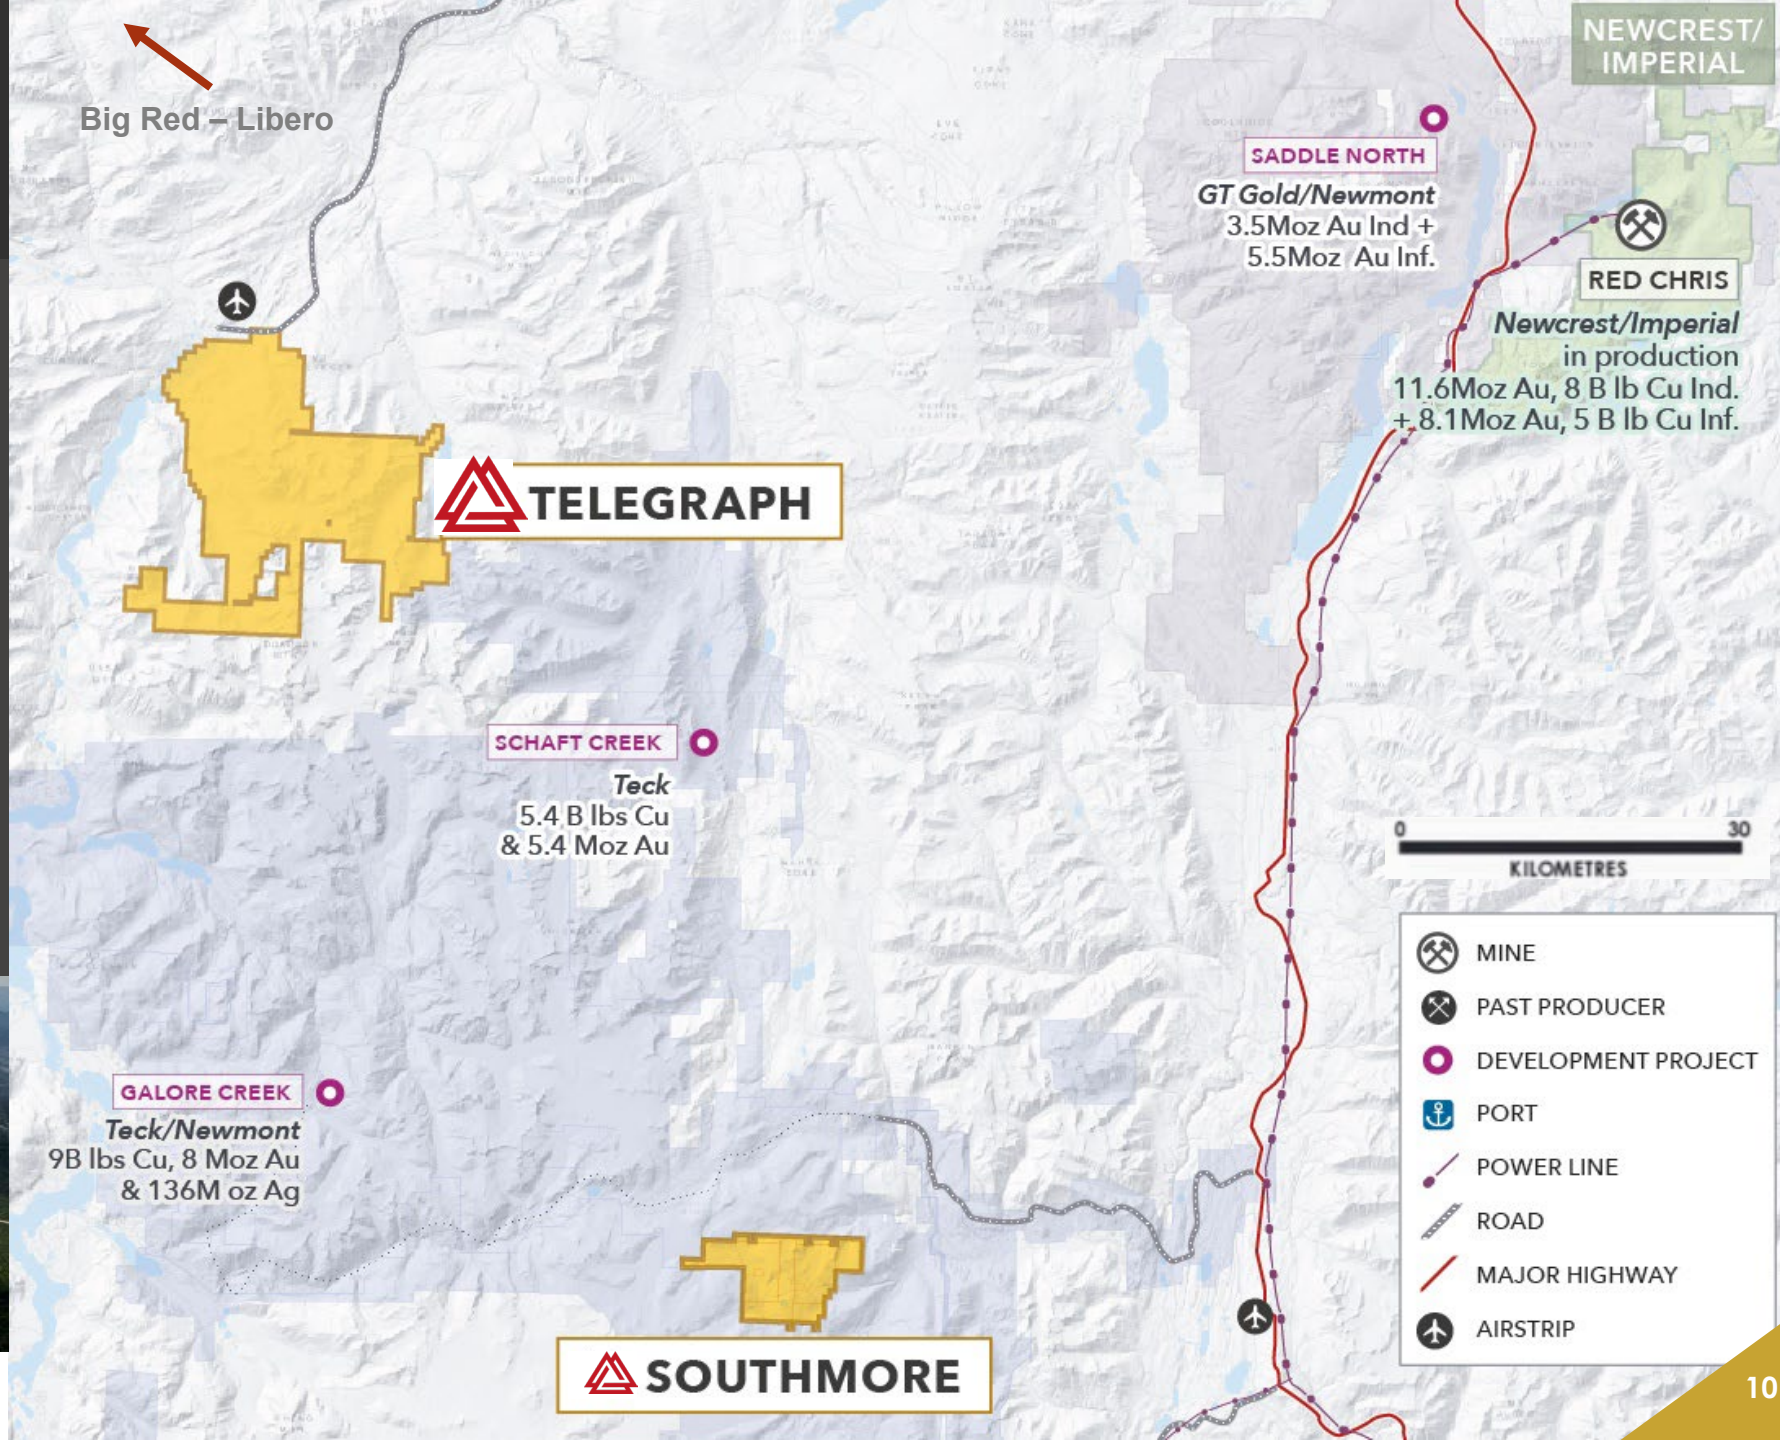 Big Red – Libero
NEWCREST/
IMPERIAL
SADDLE NORTH
GT Gold/Newmont
3.5Moz Au Ind +
5.5Moz Au Inf.
RED CHRIS
Newcrest/Imperial
in production
11.6Moz Au, 8 B lb Cu Ind.
+ 8.1Moz Au, 5 B lb Cu Inf.
TELEGRAPH
SCHAFT CREEK
Teck
5.4 B lbs Cu
& 5.4 Moz Au
0 30
KILOMETRES
MINE
PAST PRODUCER
DEVELOPMENT PROJECT
PORT
POWER LINE
ROAD
MAJOR HIGHWAY
AIRSTRIP
GALORE CREEK
Teck/Newmont
9B lbs Cu, 8 Moz Au
& 136M oz Ag
SOUTHMORE
10